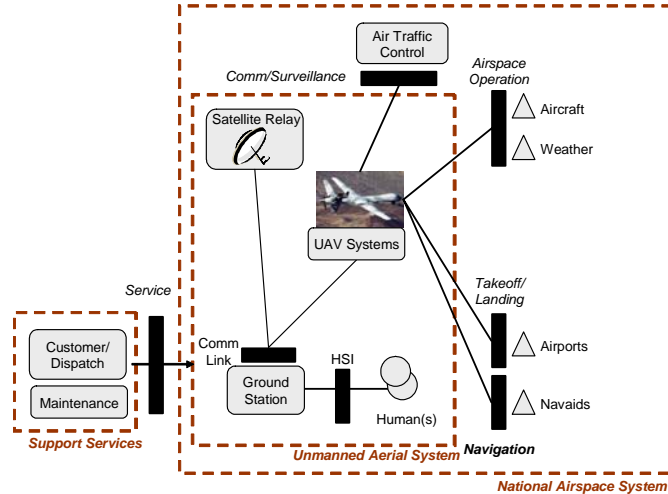 Air Traffic
Control
Comm/Surveillance
Airspace
Operation
Aircraft
Weather
Satellite Relay
UAV Systems
Takeoff/
Landing
Airports
Navaids
Service
Customer/
Dispatch
Maintenance
Support Services
Comm
Link
Ground
Station
HSI
Human(s)
Unmanned Aerial System
Navigation
National Airspace System